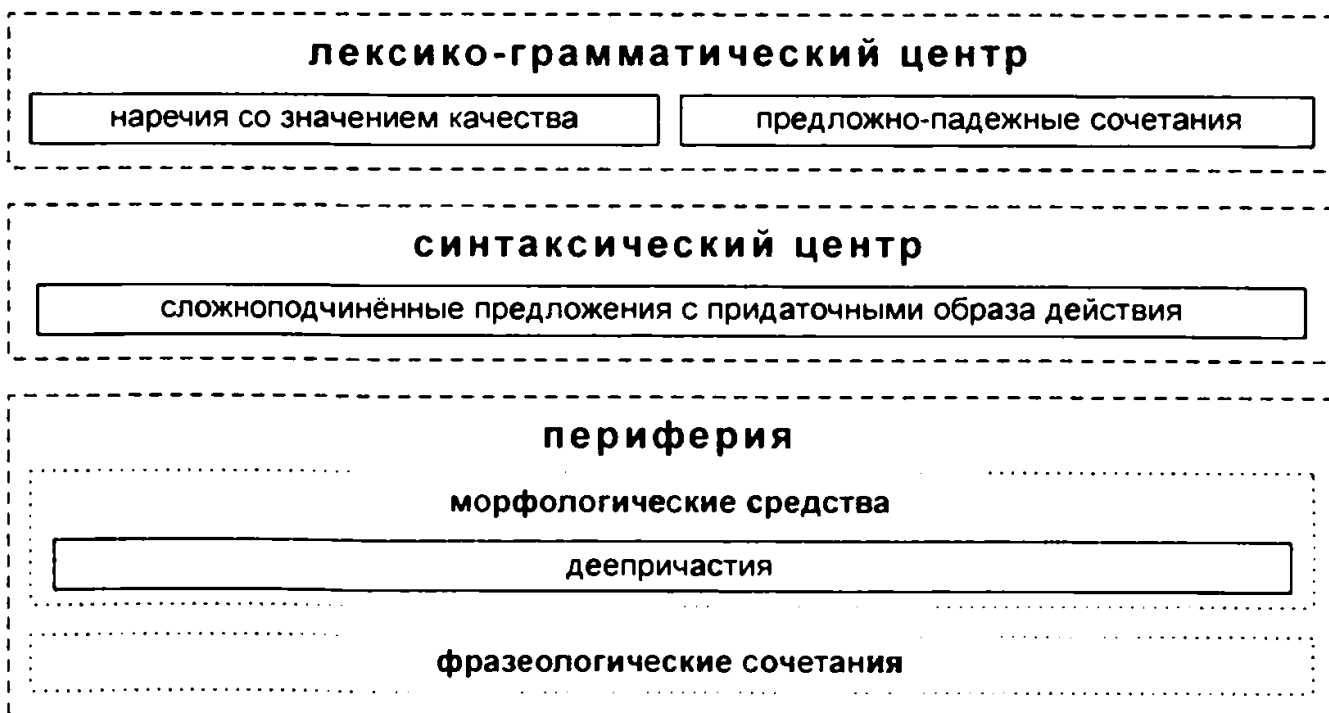 лексико-грамматический центр
наречия со значением качества
предложно-падежные сочетания
синтаксический центр
сложноподчинённые предложения с придаточными образа действия
периферия
морфологические средства
деепричастия
фразеологические сочетания